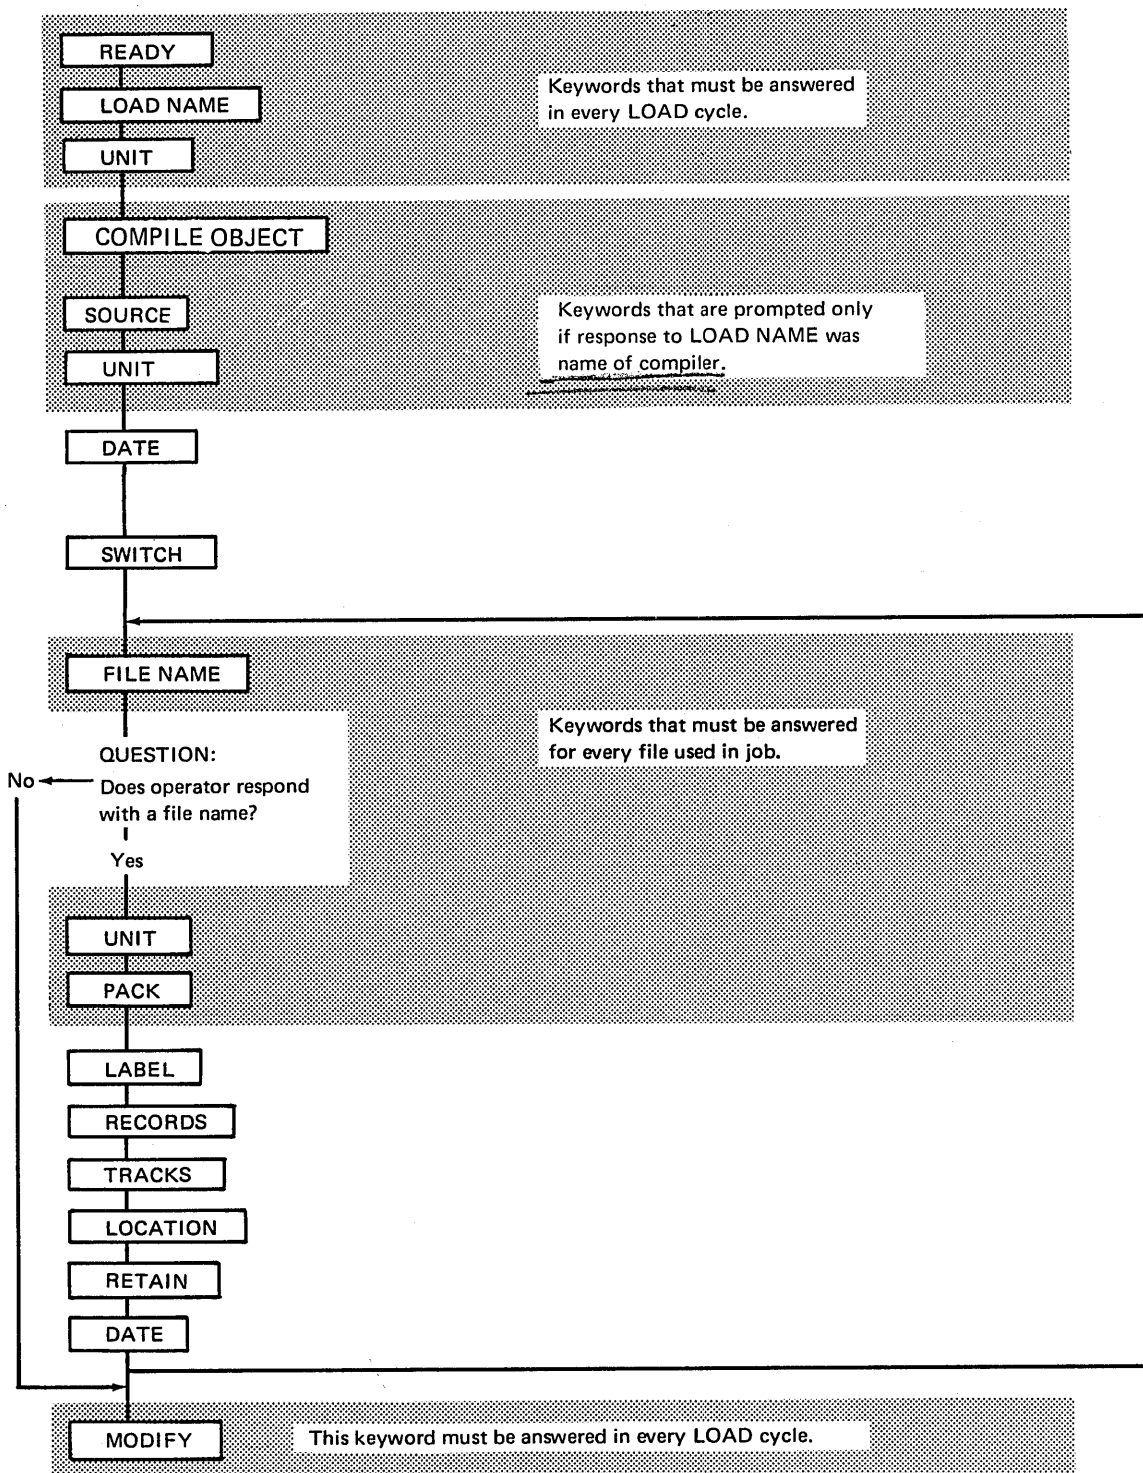 READY
LOAD NAME
Keywords that must be answered
in every LOAD cycle.
UNIT
COMPILE OBJECT
SOURCE
Keywords that are prompted only
if response to LOAD NAME was
name of compiler.
UNIT
DATE
SWITCH
FILE NAME
Keywords that must be answered
for every file used in job.
QUESTION:
No
Does operator respond
with a file name?
Yes
UNIT
PACK
LABEL
RECORDS
TRACKS
LOCATION
RETAIN
DATE
MODIFY
This keyword must be answered in every LOAD cycle.